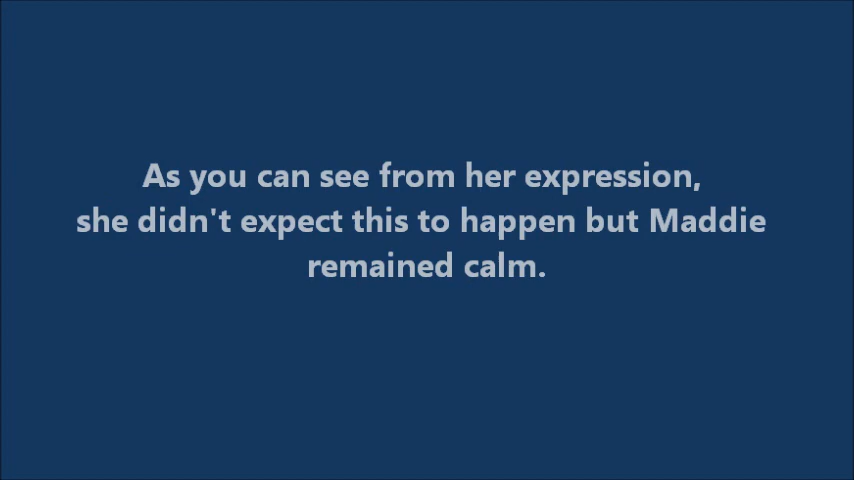 As you can see from her expression,
she didn't expect this to happen but Maddie
remained calm.